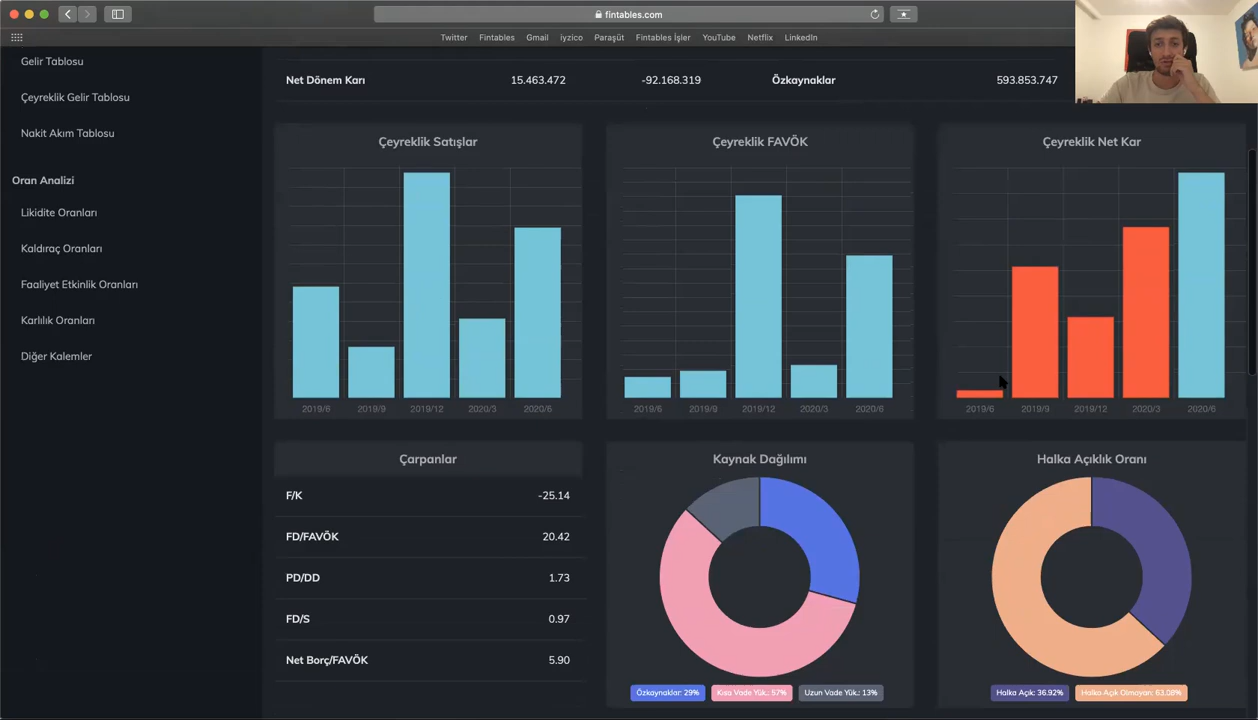 fintables.com
Twitter Fintables Gmail iyzico Paraşüt Fintables İşler YouTube Netflix LinkedIn
Gelir Tablosu
Çeyreklik Gelir Tablosu
Nakit Akım Tablosu
Oran Analizi
Likidite Oranları
Kaldıraç Oranları
Faaliyet Etkinlik Oranları
Karlılık Oranları
Diğer Kalemler
Net Dönem Karı 15.463.472 -92.168.319 Özkaynaklar 593.853.747
Çeyreklik Satışlar
2019/6 2019/9 2019/12 2020/3 2020/6
Çeyreklik FAVÖK
2019/6 2019/9 2019/12 2020/3 2020/6
Çeyreklik Net Kar
2019/6 2019/9 2019/12 2020/3 2020/6
Çarpanlar
F/K -25.14
FD/FAVÖK 20.42
PD/DD 1.73
FD/S 0.97
Net Borç/FAVÖK 5.90
Kaynak Dağılımı
Özkaynaklar: 29% Kısa Vade Yük.: 57% Uzun Vade Yük.: 13%
Halka Açıklık Oranı
Halka Açık: 36.92% Halka Açık Olmayan: 63.08%